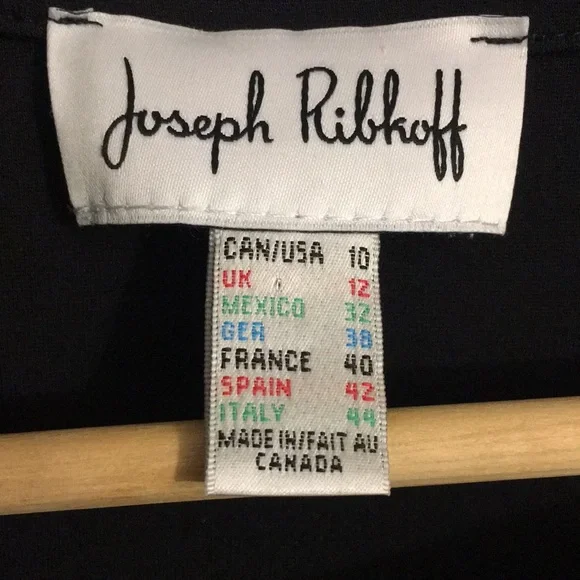 Joseph Ribkoff
CAN/USA 10
UK 12
MEXICO 32
GER 38
FRANCE 40
SPAIN 42
ITALY 44
MADE IN/FAIT AU
CANADA